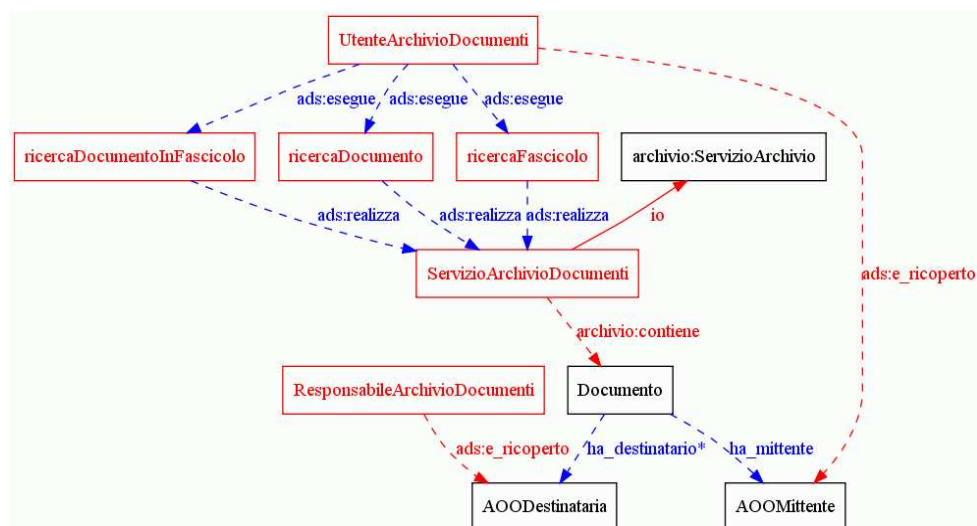 UtenteArchivioDocumenti
ads:esegue ads:esegue ads:esegue
ricercaDocumentoInFascicolo ricercaDocumento ricercaFascicolo archivio:ServizioArchivio
ads:realizza ads:realizza ads:realizza io
ServizioArchivioDocumenti ads:e_ricoperto
archivio:contiene
ResponsabileArchivioDocumenti Documento
ads:e_ricoperto ha_destinatario* ha_mittente
AOODestinataria AOOMittente